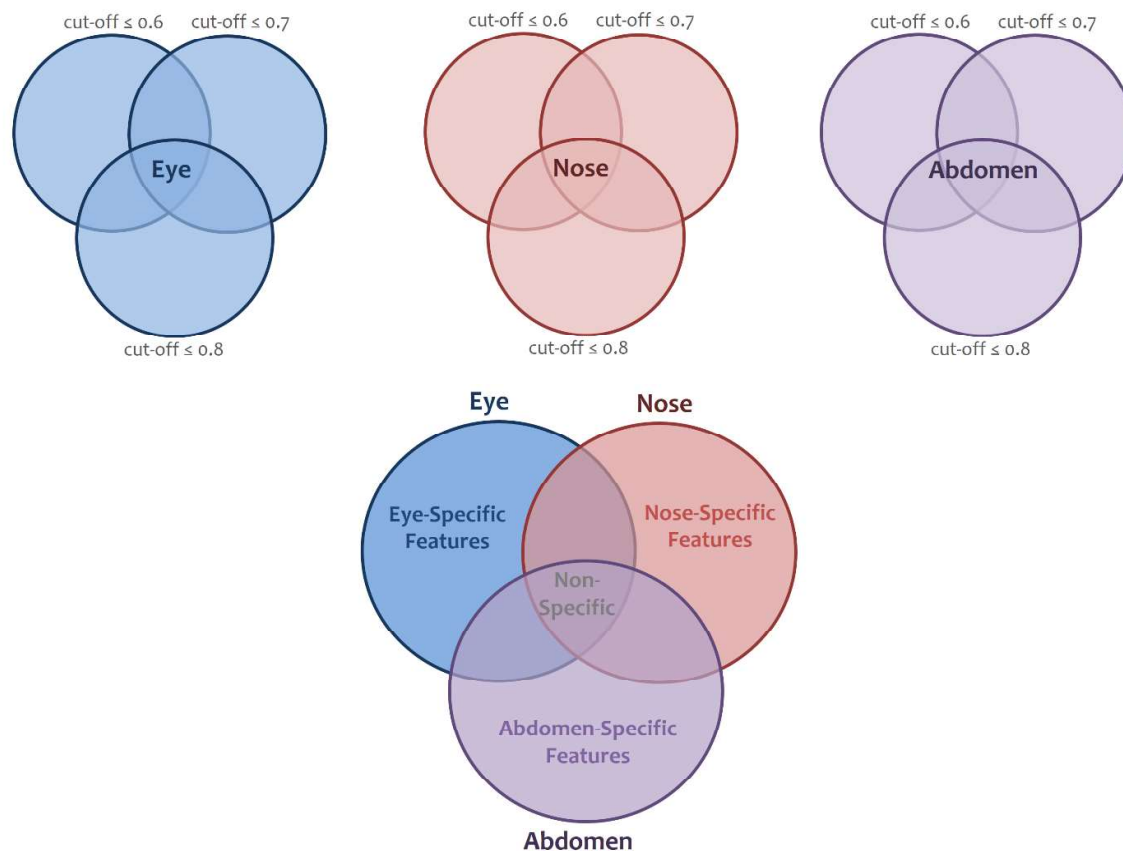 cut-off ≤ 0.6
cut-off ≤ 0.7
Eye
cut-off ≤ 0.8
cut-off ≤ 0.6
cut-off ≤ 0.7
Nose
cut-off ≤ 0.8
cut-off ≤ 0.6
cut-off ≤ 0.7
Abdomen
cut-off ≤ 0.8
Eye
Nose
Eye-Specific
Features
Nose-Specific
Features
Non-
Specific
Abdomen-Specific
Features
Abdomen